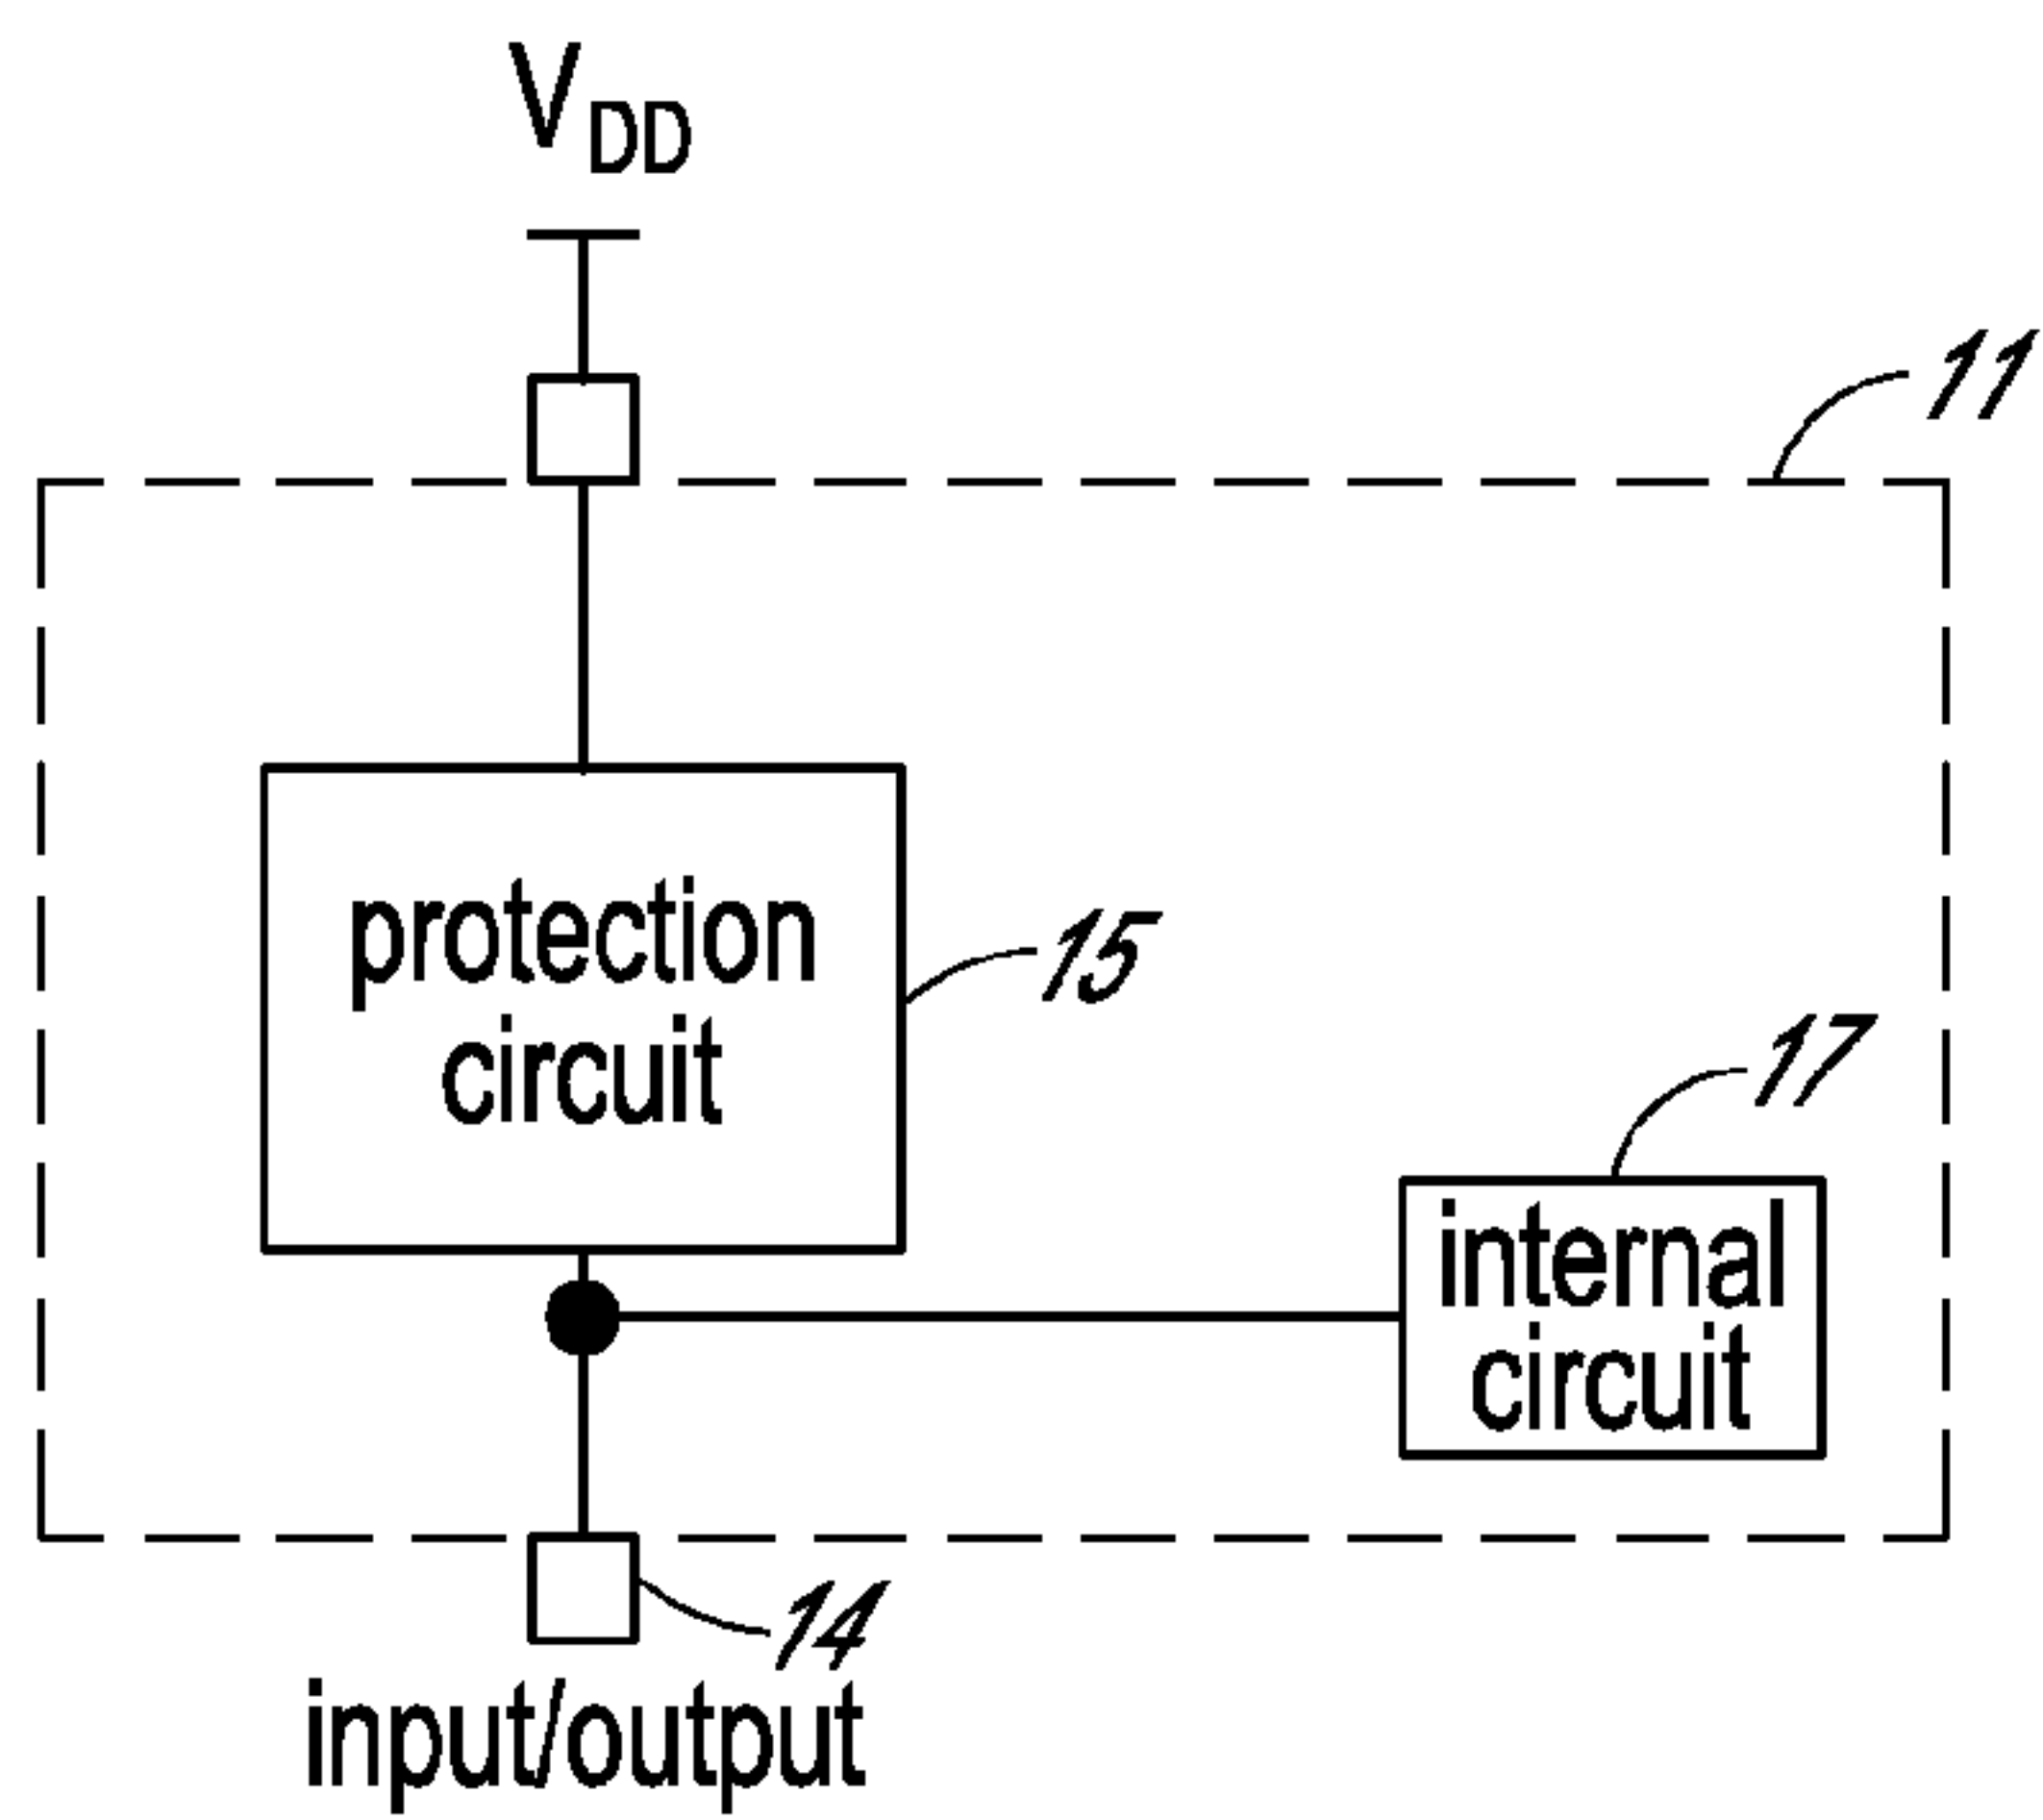 VDD
11
protection
circuit
15
17
internal
circuit
14
input/output